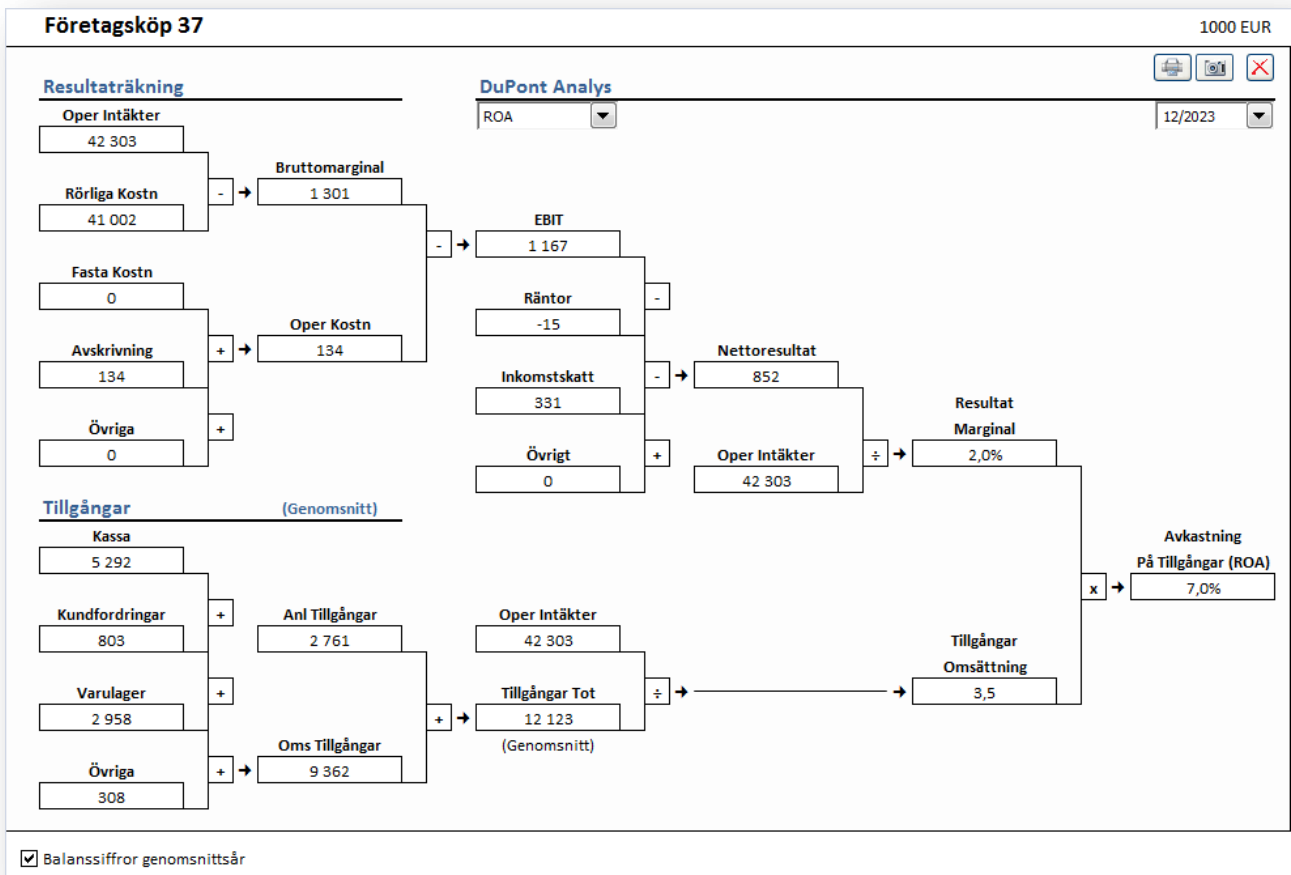 Företagsköp 37
1000 EUR
Resultaträkning
DuPont Analys
ROA
12/2023
Oper Intäkter
42 303
Rörliga Kostn
41 002
-
Bruttomarginal
1 301
Fasta Kostn
0
Avskrivning
134
+
Övriga
0
+
Oper Kostn
134
-
EBIT
1 167
-
Räntor
-15
Inkomstskatt
331
-
Övrigt
0
+
Nettoresultat
852
Oper Intäkter
42 303
÷
Resultat
Marginal
2,0%
Tillgångar
(Genomsnitt)
Kassa
5 292
+
Kundfordringar
803
Varulager
2 958
+
Övriga
308
+
Anl Tillgångar
2 761
Oms Tillgångar
9 362
+
Oper Intäkter
42 303
Tillgångar Tot
12 123
(Genomsnitt)
÷
Tillgångar
Omsättning
3,5
x
Avkastning
På Tillgångar (ROA)
7,0%
Balanssiffror genomsnittsår